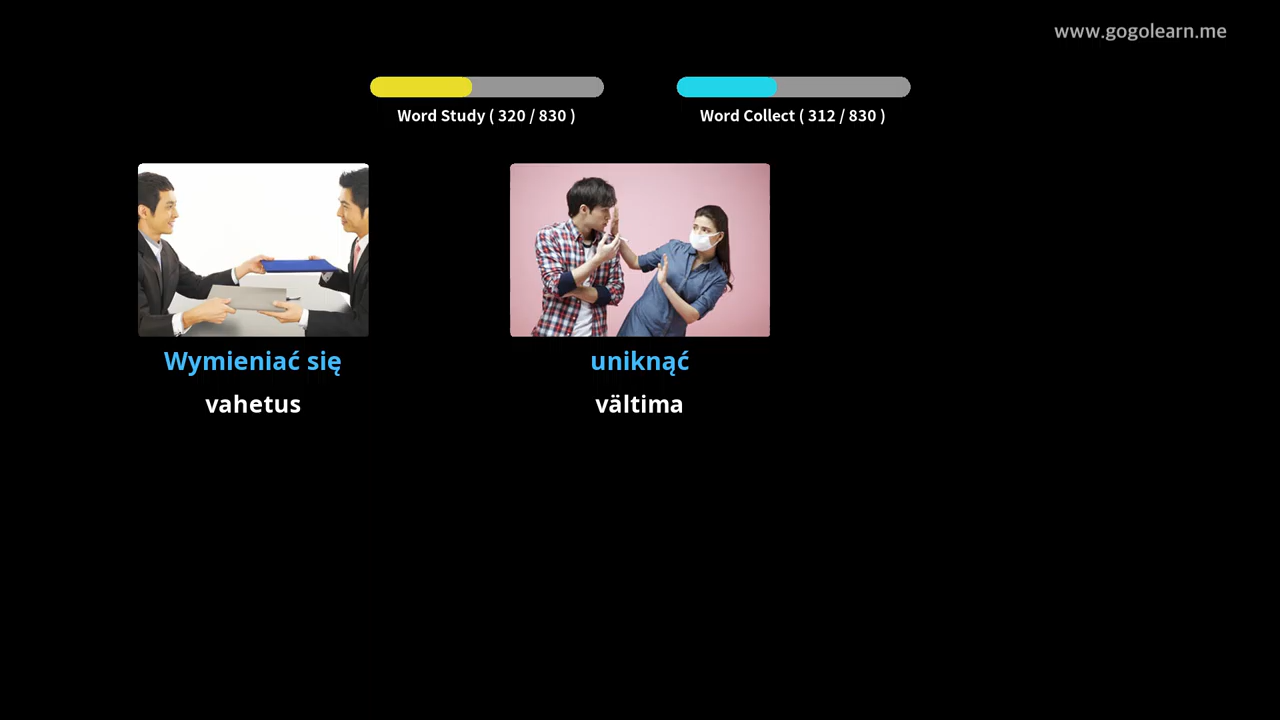 www.gogolearn.me
Word Study ( 320 / 830 )
Word Collect ( 312 / 830 )
Wymieniać się
vahetus
uniknąć
vältima